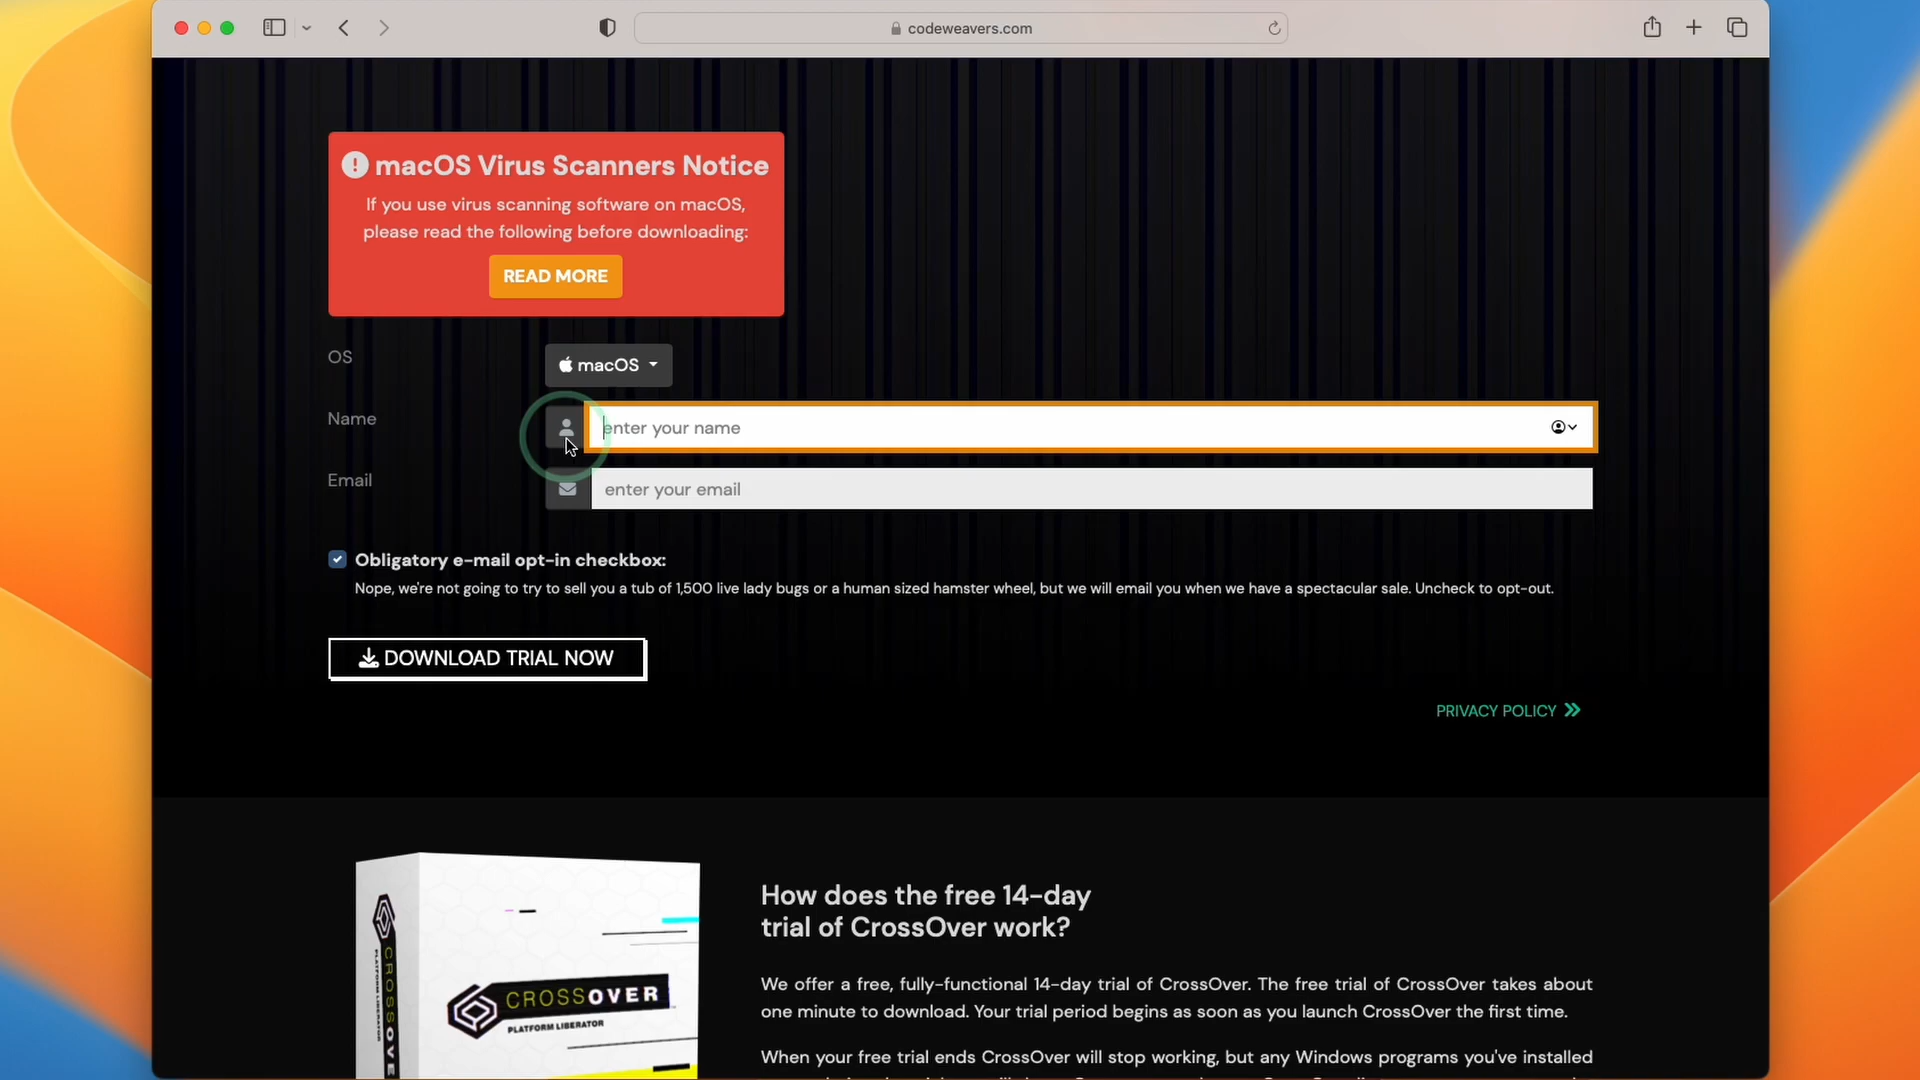 codeweavers.com
macOS Virus Scanners Notice
If you use virus scanning software on macOS,
please read the following before downloading:
READ MORE
OS
macOS
Name
enter your name
Email
enter your email
Obligatory e-mail opt-in checkbox:
Nope, we're not going to try to sell you a tub of 1,500 live lady bugs or a human sized hamster wheel, but we will email you when we have a spectacular sale. Uncheck to opt-out.
DOWNLOAD TRIAL NOW
PRIVACY POLICY
How does the free 14-day
trial of CrossOver work?
We offer a free, fully-functional 14-day trial of CrossOver. The free trial of CrossOver takes about
one minute to download. Your trial period begins as soon as you launch CrossOver the first time.
When your free trial ends CrossOver will stop working, but any Windows programs you've installed
CROSSOVER
PLATFORM LIBERATOR
CROSSOVE